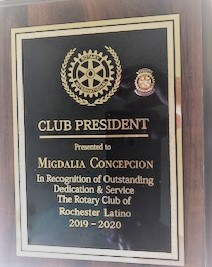 CLUB PRESIDENT
Presented to
MIGDALIA CONCEPCION
In Recognition of Outstanding
Dedication & Service
The Rotary Club of
Rochester Latino
2019 - 2020